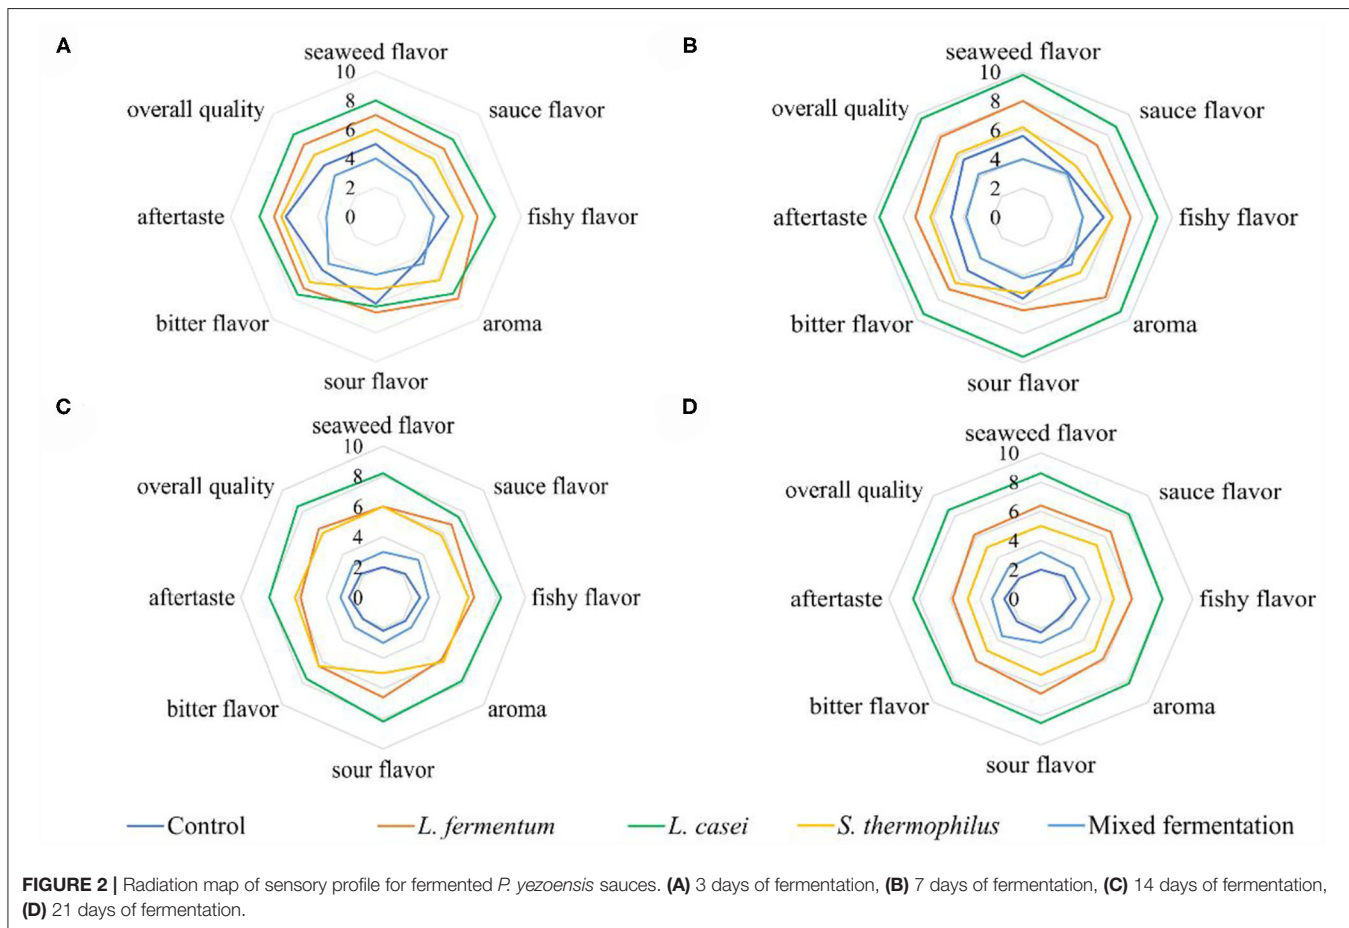 A
seaweed flavor
10
8
6
4
2
0
sauce flavor
fishy flavor
aroma
sour flavor
bitter flavor
aftertaste
overall quality
B
seaweed flavor
10
8
6
4
2
0
sauce flavor
fishy flavor
aroma
sour flavor
bitter flavor
aftertaste
overall quality
C
seaweed flavor
10
8
6
4
2
0
sauce flavor
fishy flavor
aroma
sour flavor
bitter flavor
aftertaste
overall quality
D
seaweed flavor
10
8
6
4
2
0
sauce flavor
fishy flavor
aroma
sour flavor
bitter flavor
aftertaste
overall quality
Control L. fermentum L. casei S. thermophilus Mixed fermentation
FIGURE 2 | Radiation map of sensory profile for fermented P. yezoensis sauces. (A) 3 days of fermentation, (B) 7 days of fermentation, (C) 14 days of fermentation,
(D) 21 days of fermentation.